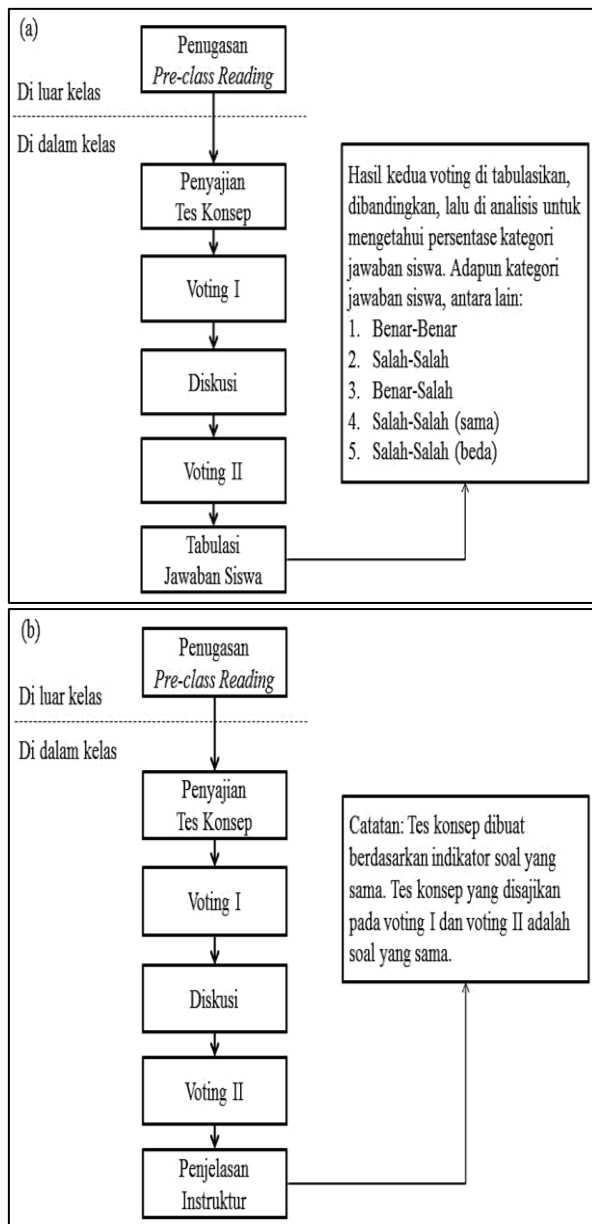 (a)
Penugasan
Pre-class Reading
Di luar kelas
Di dalam kelas
Penyajian
Tes Konsep
Voting I
Diskusi
Voting II
Tabulasi
Jawaban Siswa
Hasil kedua voting di tabulasikan,
dibandingkan, lalu di analisis untuk
mengetahui persentase kategori
jawaban siswa. Adapun kategori
jawaban siswa, antara lain:
1. Benar-Benar
2. Salah-Salah
3. Benar-Salah
4. Salah-Salah (sama)
5. Salah-Salah (beda)
(b)
Penugasan
Pre-class Reading
Di luar kelas
Di dalam kelas
Penyajian
Tes Konsep
Voting I
Diskusi
Voting II
Penjelasan
Instruktur
Catatan: Tes konsep dibuat
berdasarkan indikator soal yang
sama. Tes konsep yang disajikan
pada voting I dan voting II adalah
soal yang sama.